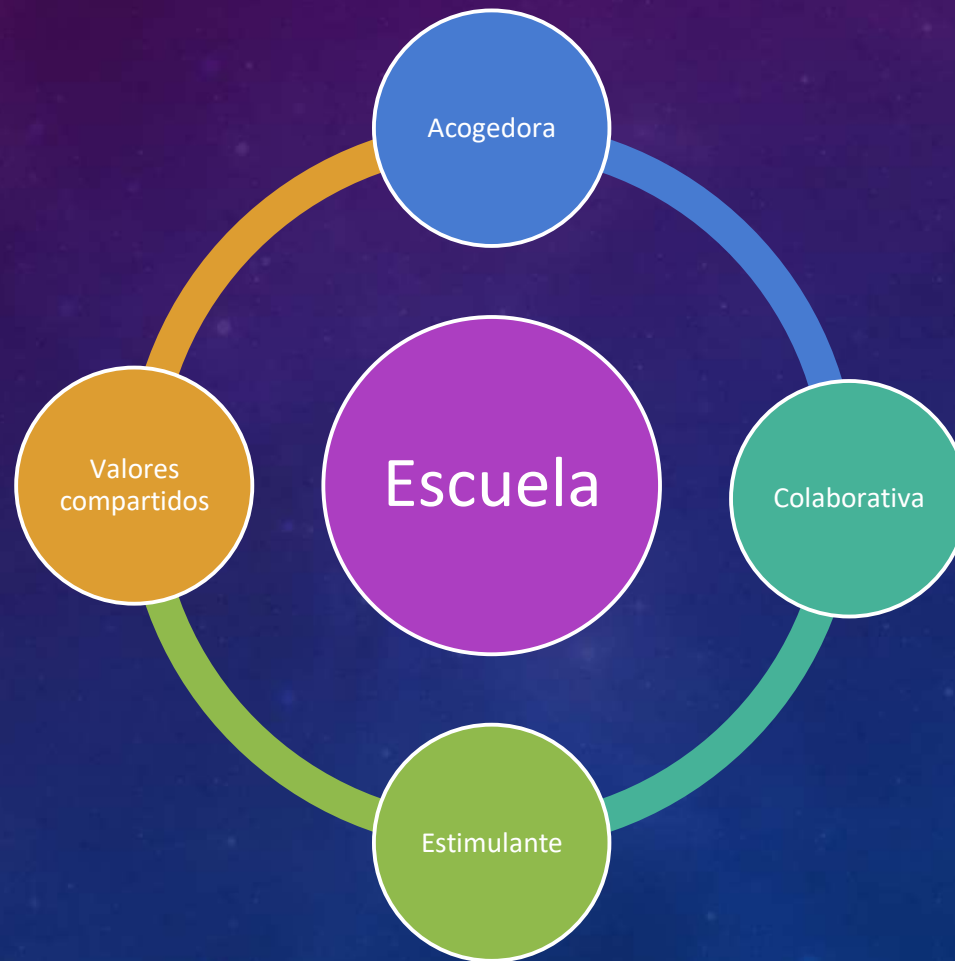 Acogedora
Escuela
Valores
compartidos
Colaborativa
Estimulante